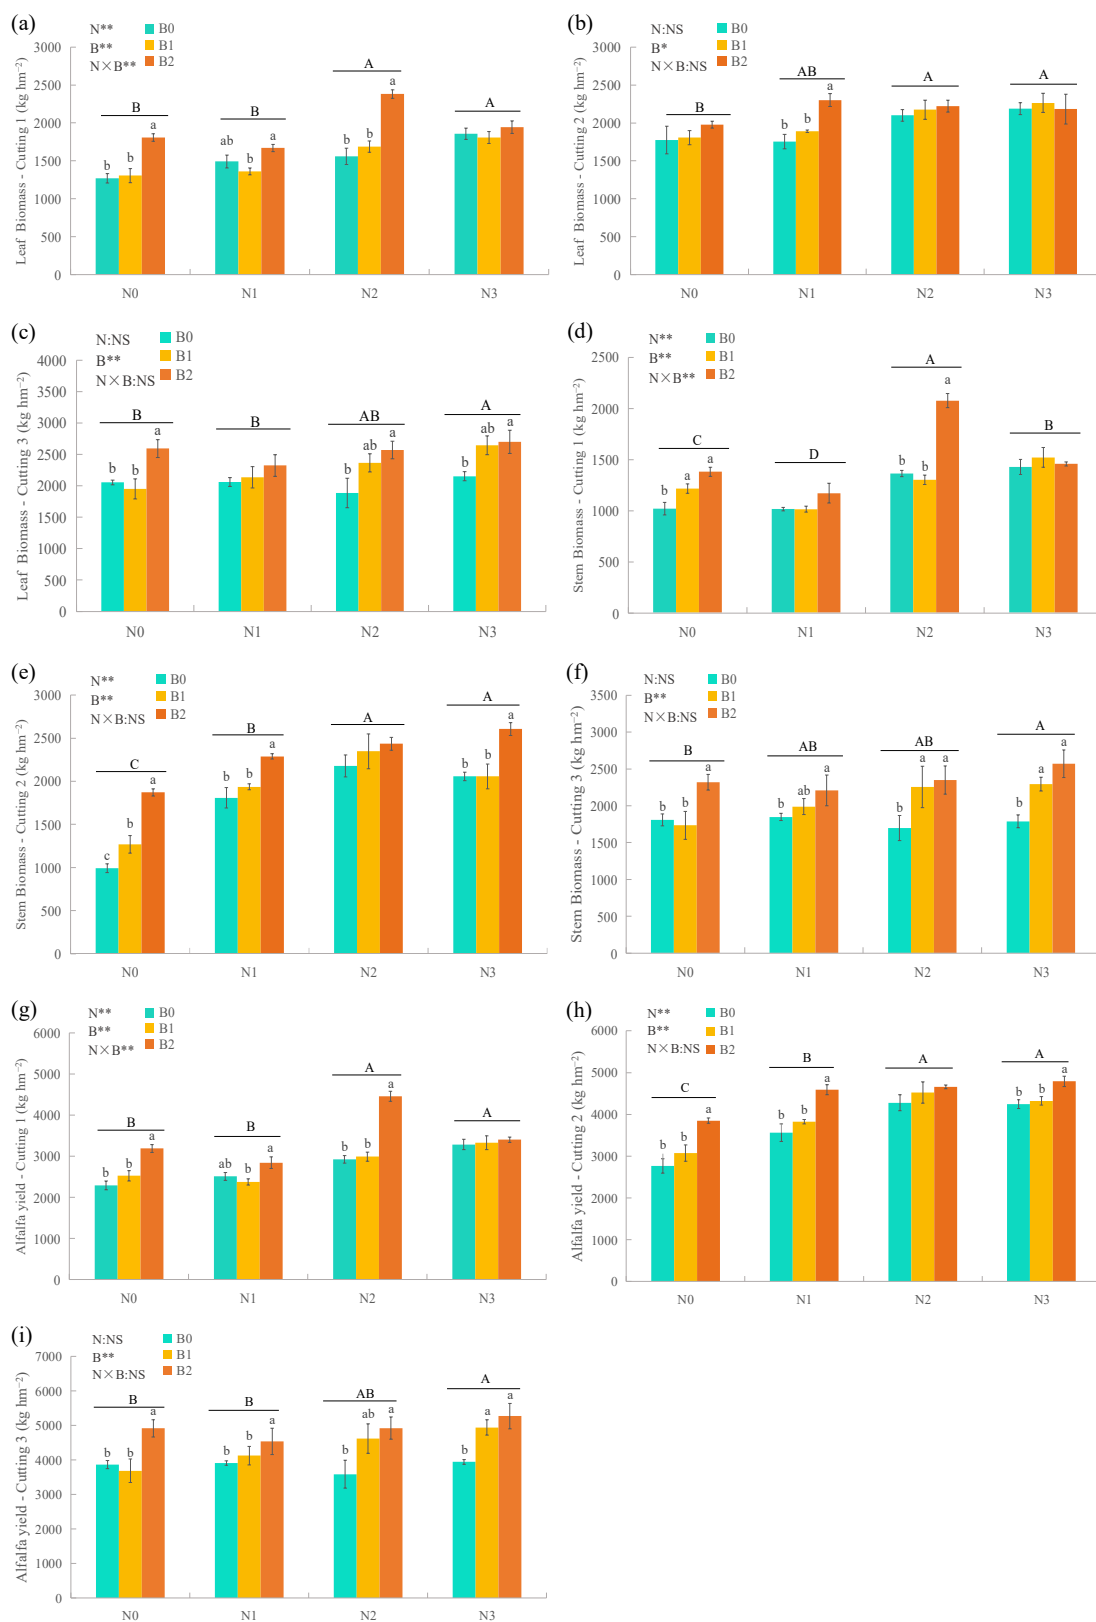 (a)
N**
B**
N×B**
B0
B1
B2
Leaf Biomass - Cutting 1 (kg hm⁻²)
3000
2500
2000
1500
1000
500
0
B
B
A
A
b b a
ab b a
b b a
N0 N1 N2 N3
(b)
N:NS
B*
N×B:NS
B0
B1
B2
Leaf Biomass - Cutting 2 (kg hm⁻²)
3000
2500
2000
1500
1000
500
0
B
AB
A
A
b b a
N0 N1 N2 N3
(c)
N:NS
B**
N×B:NS
B0
B1
B2
Leaf Biomass - Cutting 3 (kg hm⁻²)
4000
3500
3000
2500
2000
1500
1000
500
0
B
B
AB
A
b b a
b ab a
b ab a
N0 N1 N2 N3
(d)
N**
B**
N×B**
B0
B1
B2
Stem Biomass - Cutting 1 (kg hm⁻²)
2500
2000
1500
1000
500
0
C
D
A
B
b a a
b b a
N0 N1 N2 N3
(e)
N**
B**
N×B:NS
B0
B1
B2
Stem Biomass - Cutting 2 (kg hm⁻²)
3000
2500
2000
1500
1000
500
0
C
B
A
A
c b a
b b a
b b a
N0 N1 N2 N3
(f)
N:NS
B**
N×B:NS
B0
B1
B2
Stem Biomass - Cutting 3 (kg hm⁻²)
3500
3000
2500
2000
1500
1000
500
0
B
AB
AB
A
b b a
b ab a
b a a
b a a
N0 N1 N2 N3
(g)
N**
B**
N×B**
B0
B1
B2
Alfalfa yield - Cutting 1 (kg hm⁻²)
6000
5000
4000
3000
2000
1000
0
B
B
A
A
b b a
ab b a
b b a
N0 N1 N2 N3
(h)
N**
B**
N×B:NS
B0
B1
B2
Alfalfa yield - Cutting 2 (kg hm⁻²)
6000
5000
4000
3000
2000
1000
0
C
B
A
A
b b a
b b a
b b a
N0 N1 N2 N3
(i)
N:NS
B**
N×B:NS
B0
B1
B2
Alfalfa yield - Cutting 3 (kg hm⁻²)
7000
6000
5000
4000
3000
2000
1000
0
B
B
AB
A
b b a
b b a
b ab a
b a a
N0 N1 N2 N3